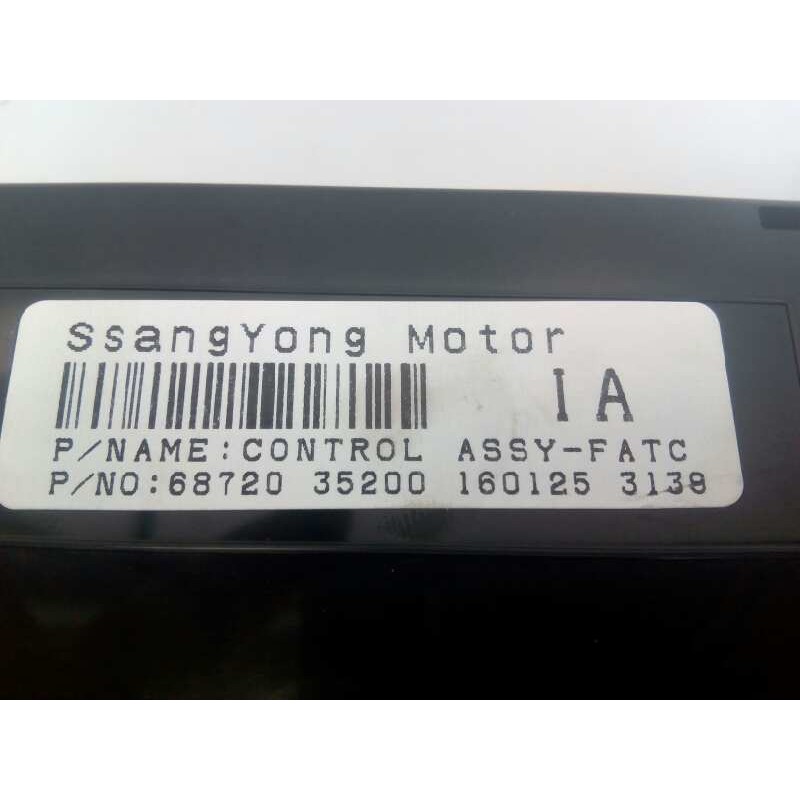 SsangYong Motor
IA
P/NAME:CONTROL ASSY-FATC
P/NO:68720 35200 160125 3138